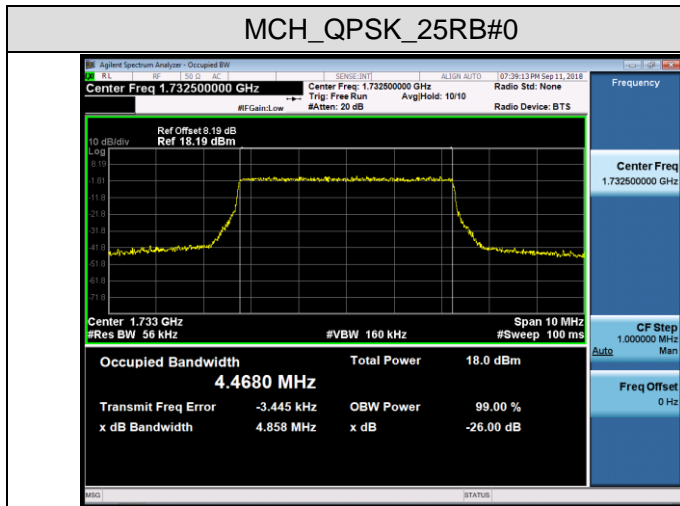 MCH_QPSK_25RB#0
Agilent Spectrum Analyzer - Occupied BW
RL RF 50 Ω AC SENSE:INT ALIGN AUTO 07:39:13 PM Sep 11, 2018
Center Freq 1.732500000 GHz Center Freq: 1.732500000 GHz Radio Std: None
Trig: Free Run Avg|Hold: 10/10
#IFGain:Low #Atten: 20 dB Radio Device: BTS
Ref Offset 8.19 dB
10 dB/div Ref 18.19 dBm
Log
8.19
-1.81
-11.8
-21.8
-31.8
-41.8
-51.8
-61.8
-71.8
Center 1.733 GHz Span 10 MHz
#Res BW 56 kHz #VBW 160 kHz #Sweep 100 ms
Occupied Bandwidth Total Power 18.0 dBm
4.4680 MHz
Transmit Freq Error -3.445 kHz OBW Power 99.00 %
x dB Bandwidth 4.858 MHz x dB -26.00 dB
MSG STATUS
Frequency
Center Freq
1.732500000 GHz
CF Step
1.000000 MHz
Auto Man
Freq Offset
0 Hz